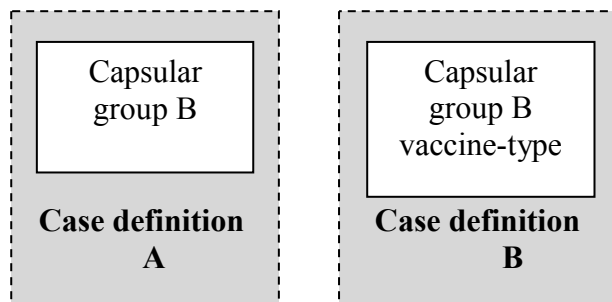 Capsular
group B
Case definition
A
Capsular
group B
vaccine-type
Case definition
B